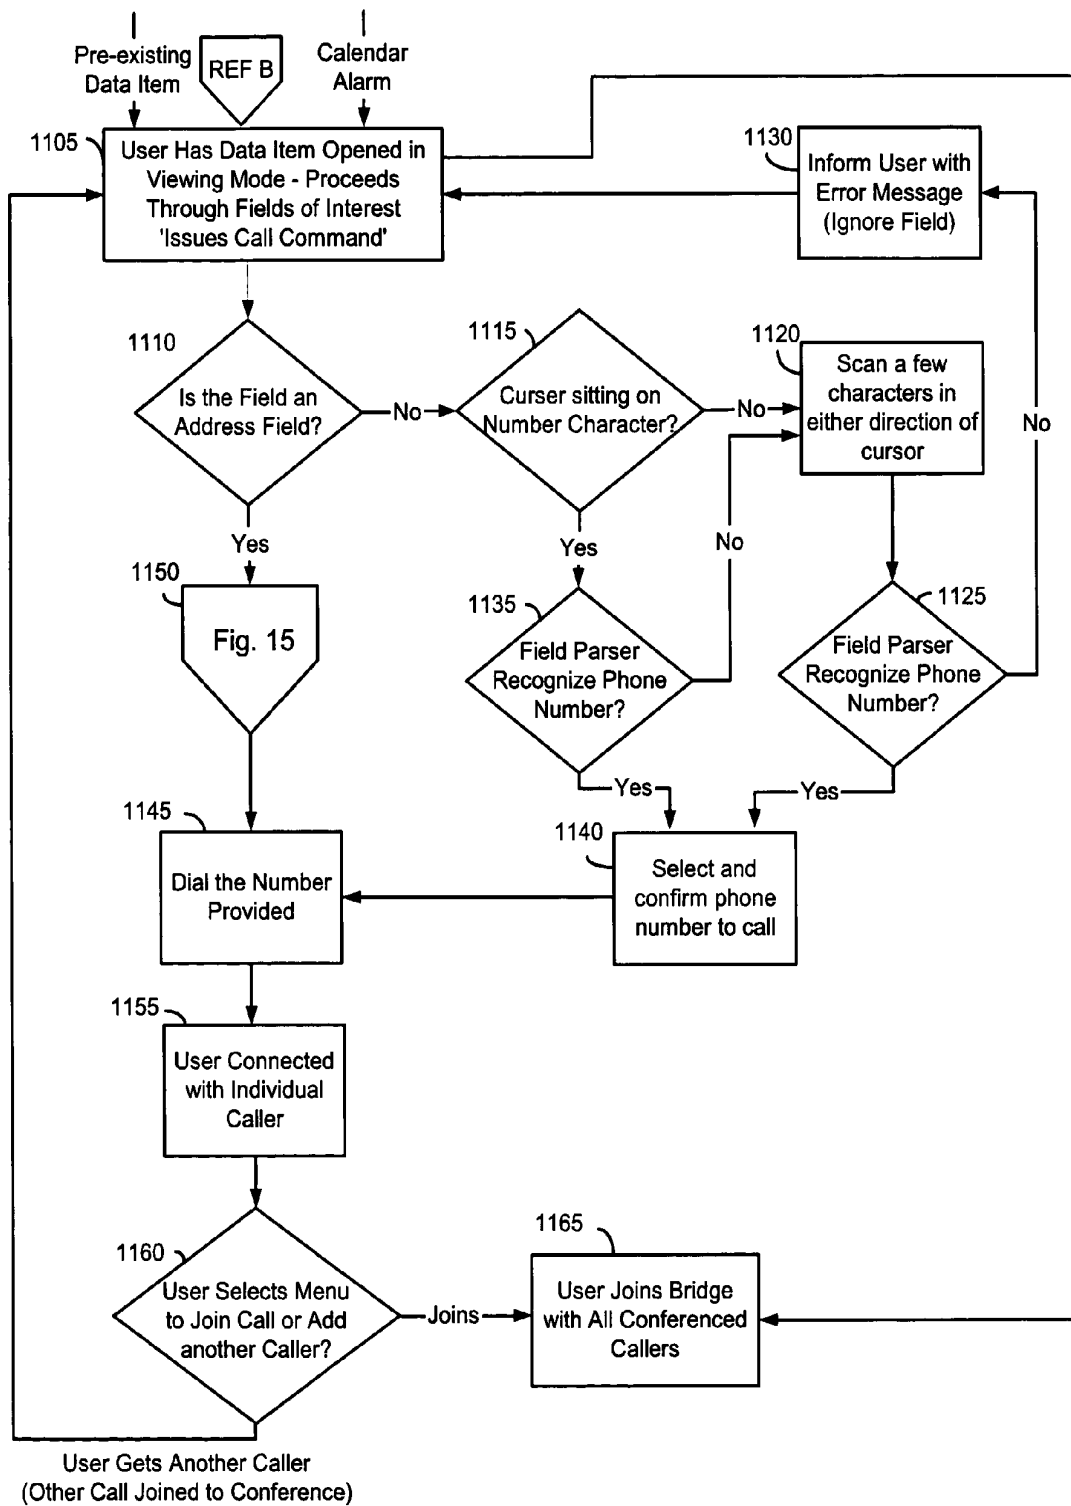 Pre-existing
Data Item
REF B
Calendar
Alarm
1105
User Has Data Item Opened in
Viewing Mode - Proceeds
Through Fields of Interest
'Issues Call Command'
1130
Inform User with
Error Message
(Ignore Field)
1110
Is the Field an
Address Field?
No
1115
Curser sitting on
Number Character?
No
1120
Scan a few
characters in
either direction of
cursor
No
Yes
Yes
No
1150
Fig. 15
1135
Field Parser
Recognize Phone
Number?
1125
Field Parser
Recognize Phone
Number?
Yes
Yes
1145
Dial the Number
Provided
1140
Select and
confirm phone
number to call
1155
User Connected
with Individual
Caller
1160
User Selects Menu
to Join Call or Add
another Caller?
Joins
1165
User Joins Bridge
with All Conferenced
Callers
User Gets Another Caller
(Other Call Joined to Conference)